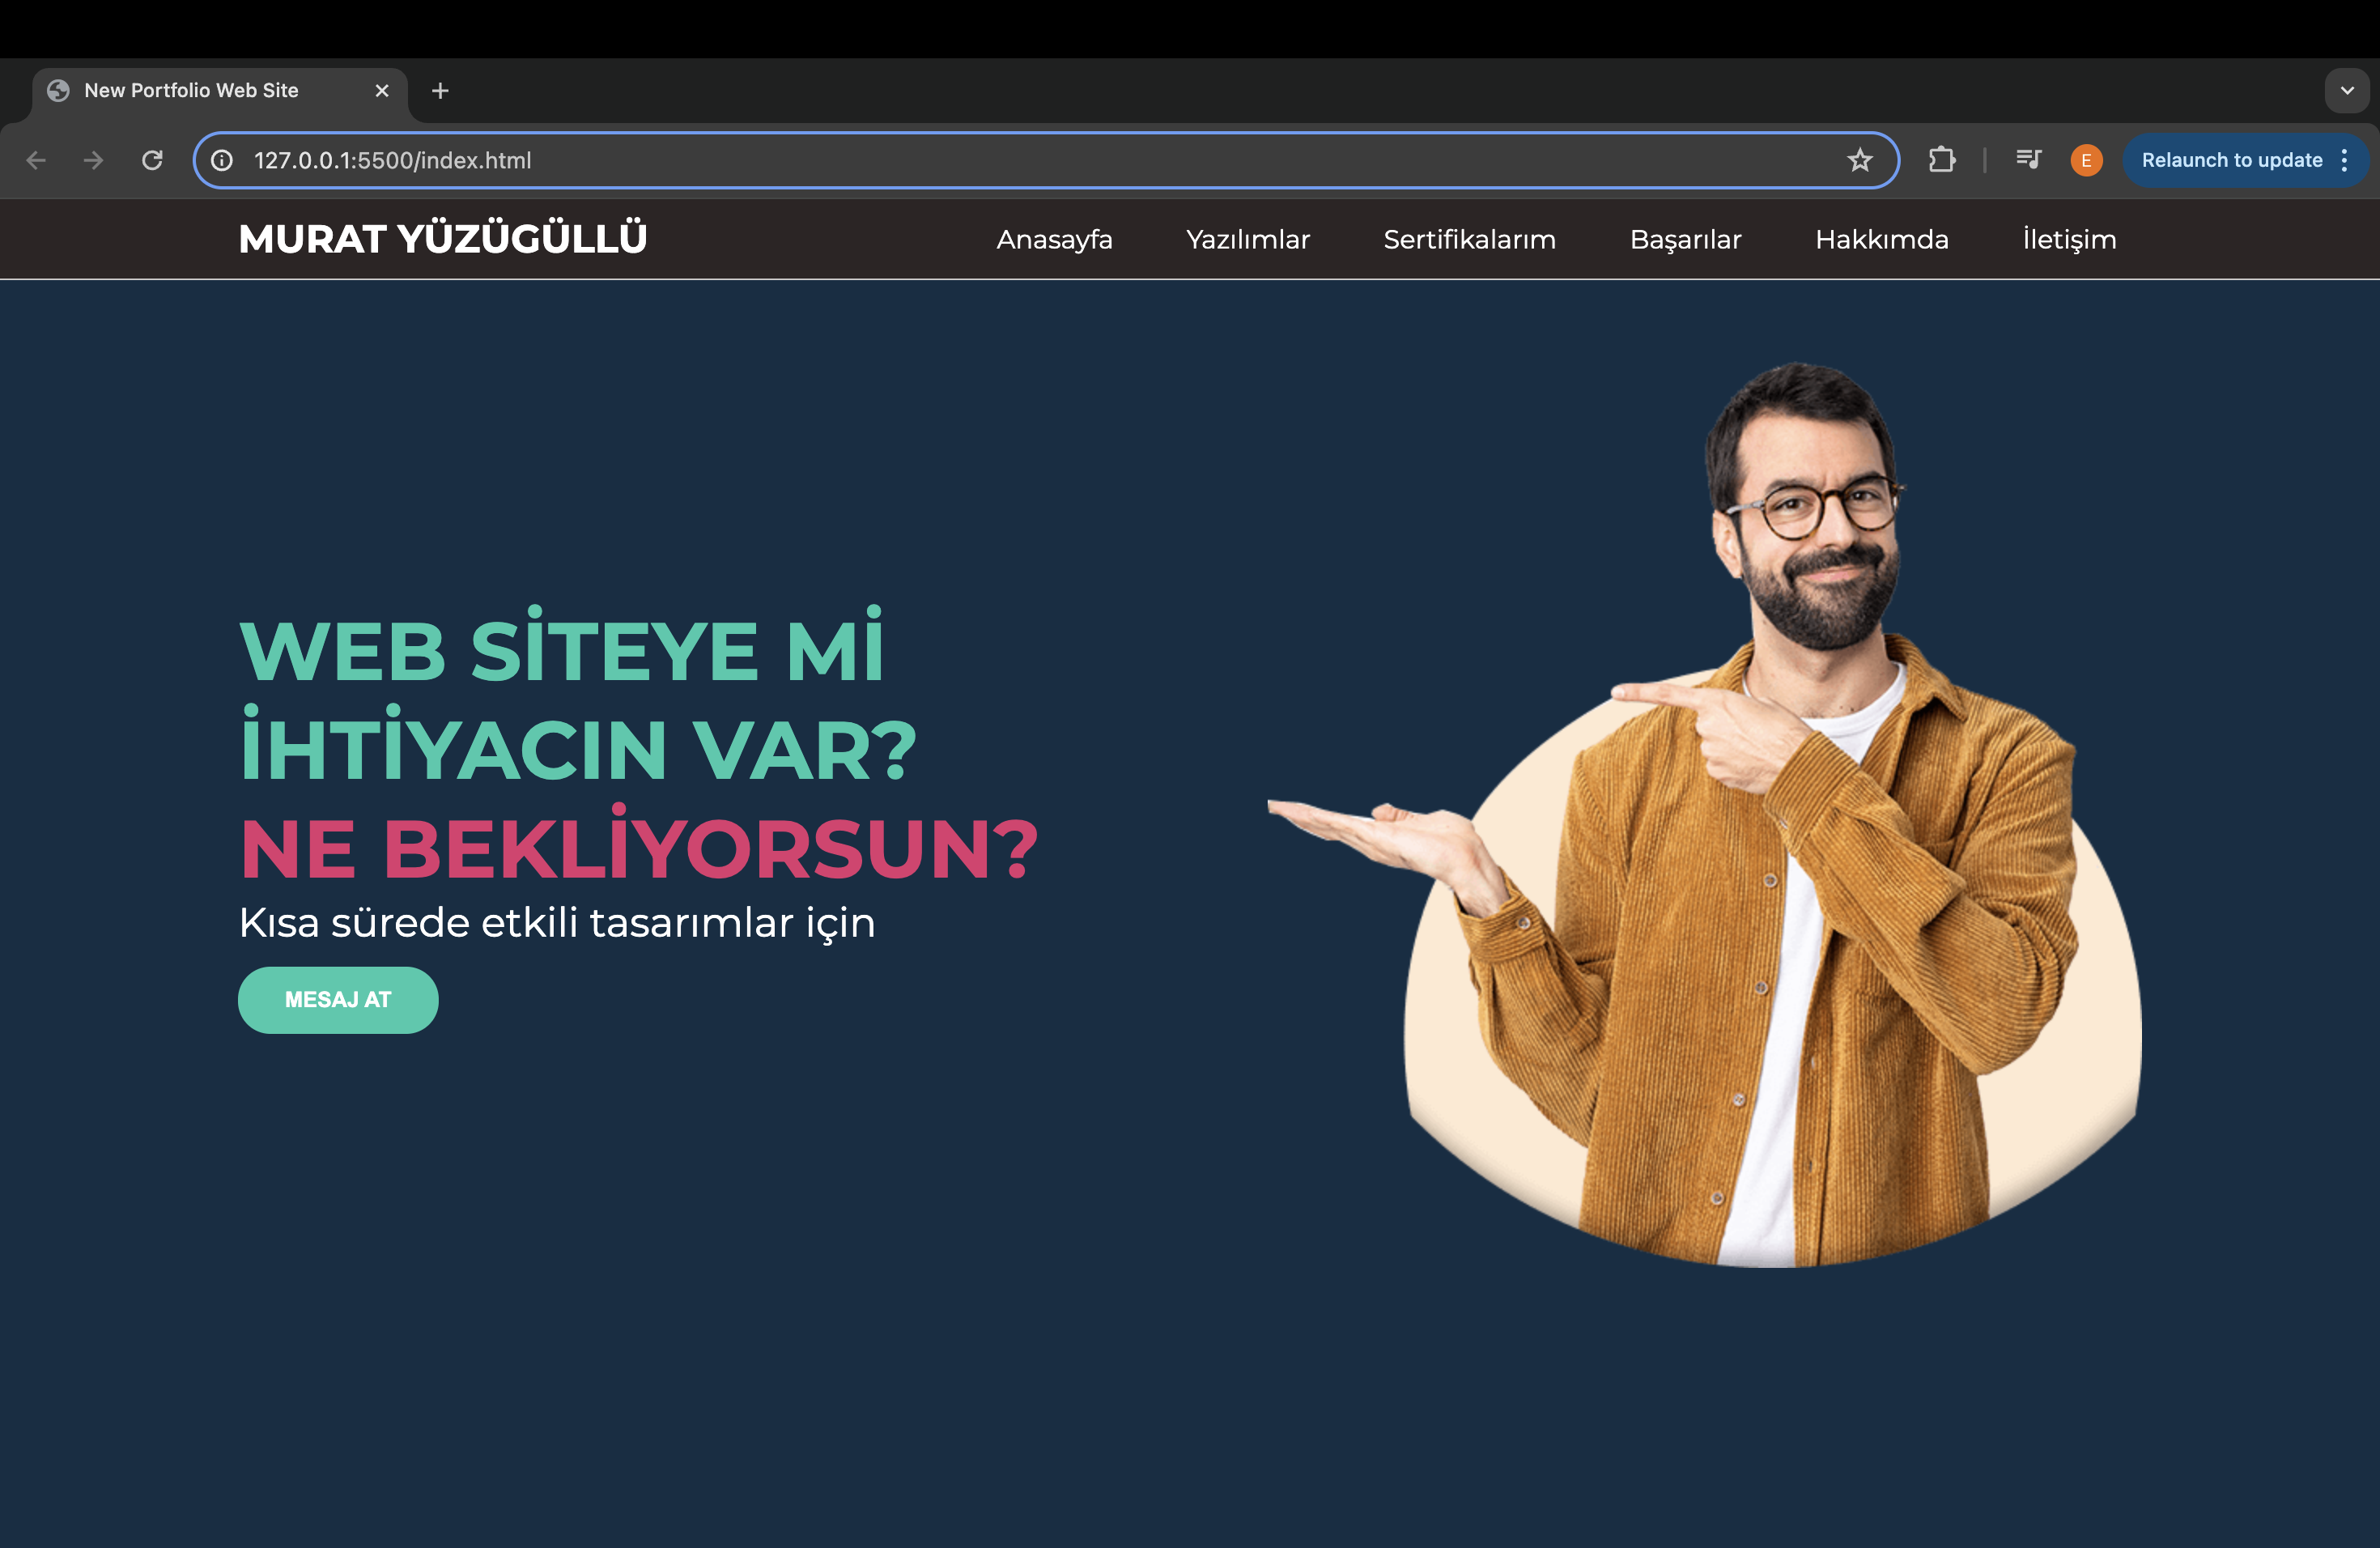 New Portfolio Web Site
127.0.0.1:5500/index.html
E
Relaunch to update
MURAT YÜZÜGÜLLÜ
Anasayfa
Yazılımlar
Sertifikalarım
Başarılar
Hakkımda
İletişim
WEB SİTEYE Mİ
İHTİYACIN VAR?
NE BEKLİYORSUN?
Kısa sürede etkili tasarımlar için
MESAJ AT